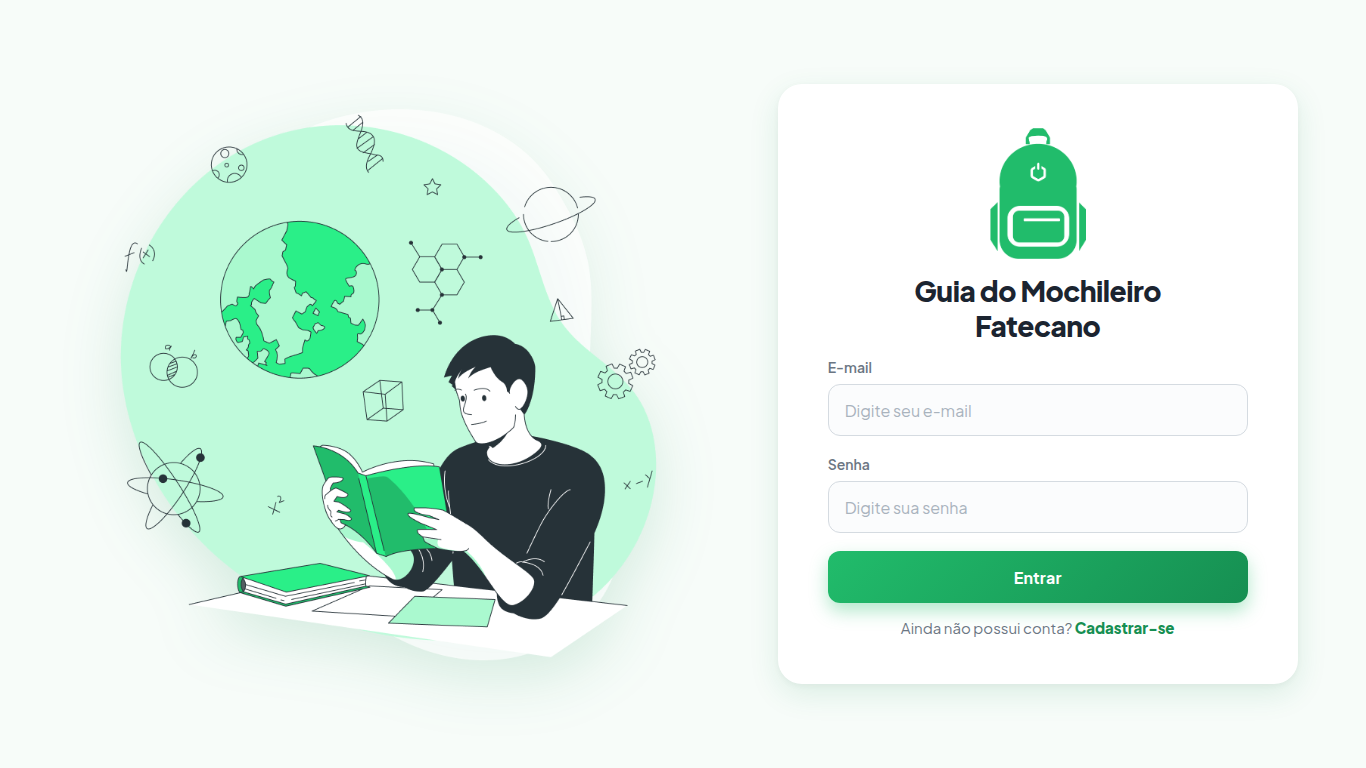 f(x)
a
b
x²
x-y
Guia do Mochileiro
Fatecano
E-mail
Digite seu e-mail
Senha
Digite sua senha
Entrar
Ainda não possui conta? Cadastrar-se